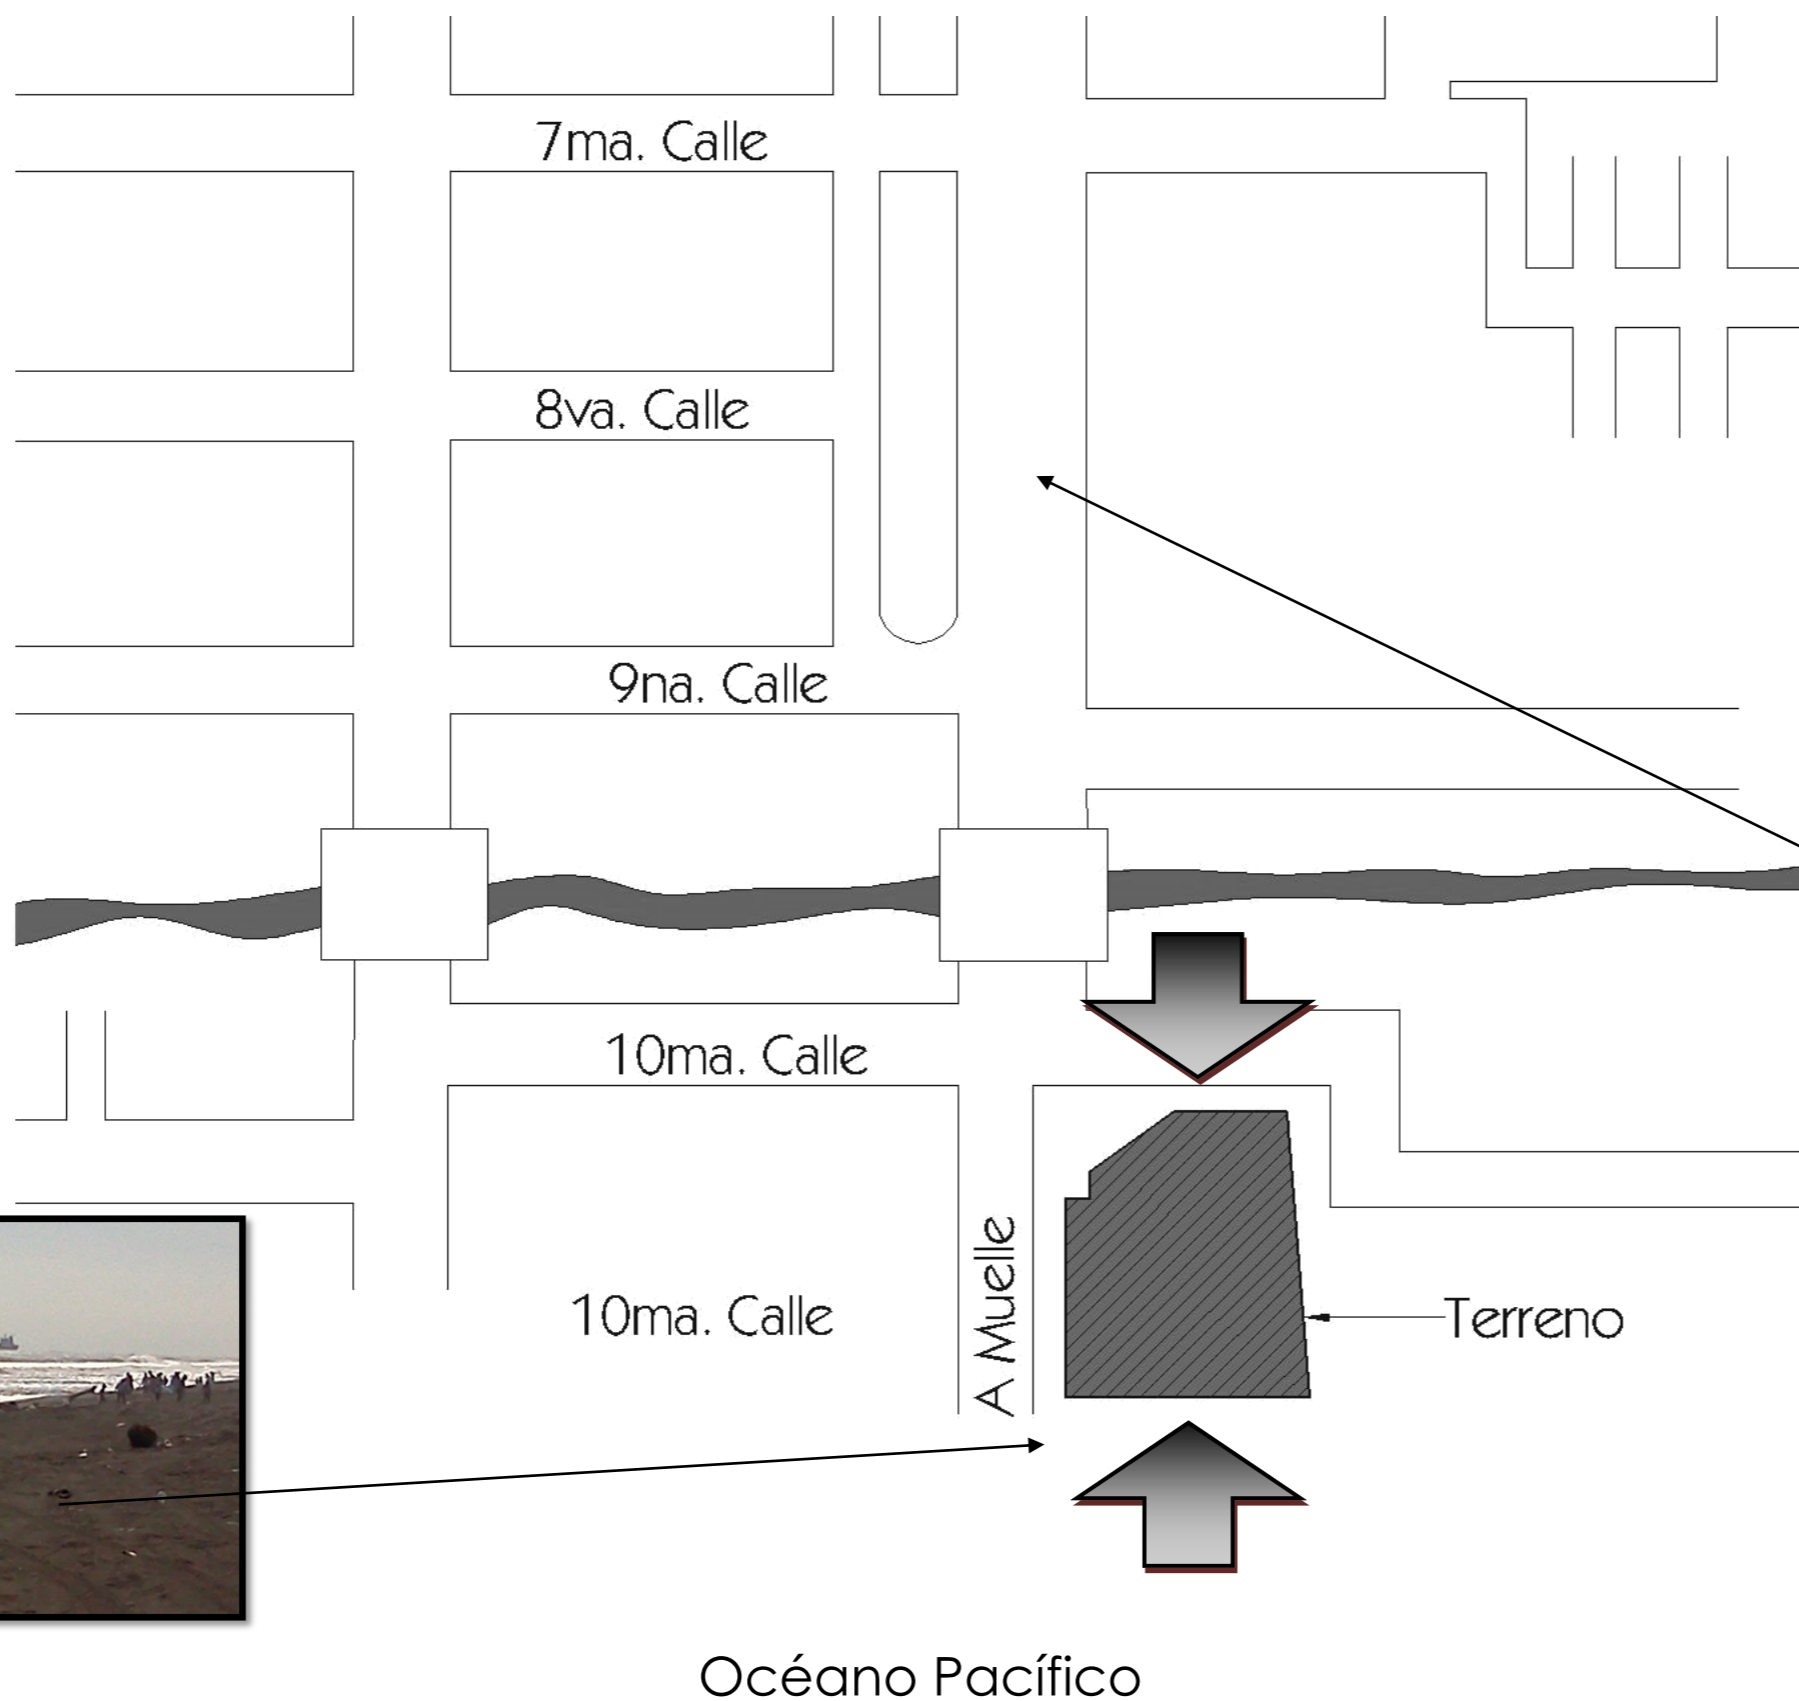 7ma. Calle
8va. Calle
9na. Calle
10ma. Calle
A Muelle
10ma. Calle
Terreno
Océano Pacífico